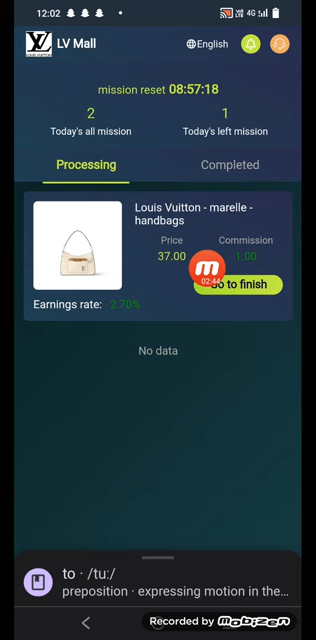 12:02
4G
LV Mall
English
mission reset 08:57:18
2
1
Today's all mission
Today's left mission
Processing
Completed
Louis Vuitton - marelle -
handbags
Price
Commission
37.00
1.00
02:44
Go to finish
Earnings rate: 2.70%
No data
to · /tuː/
preposition · expressing motion in the...
Recorded by mobizen